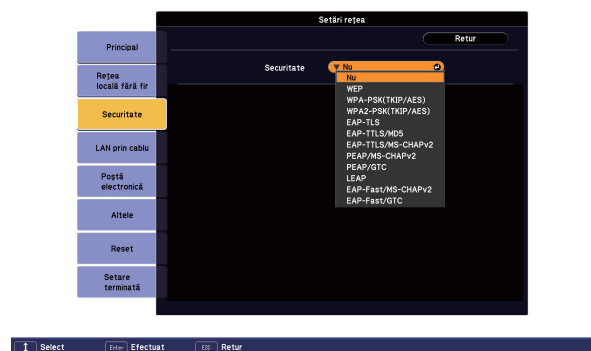 Setări rețea
Retur
Principal
Rețea
locală fără fir
Securitate
LAN prin cablu
Poștă
electronică
Altele
Reset
Setare
terminată
Securitate
Nu
Nu
WEP
WPA-PSK(TKIP/AES)
WPA2-PSK(TKIP/AES)
EAP-TLS
EAP-TTLS/MD5
EAP-TTLS/MS-CHAPv2
PEAP/MS-CHAPv2
PEAP/GTC
LEAP
EAP-Fast/MS-CHAPv2
EAP-Fast/GTC
Select Enter Efectuat ESC Retur